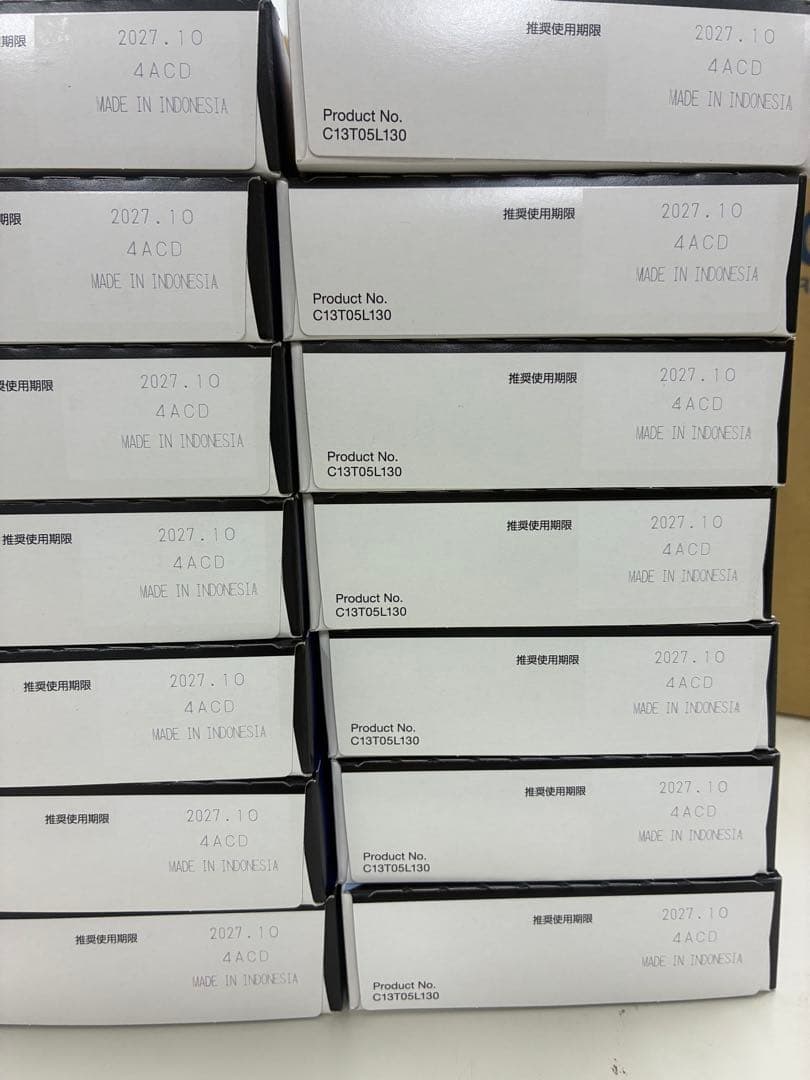 期限
2027.10
4ACD
MADE IN INDONESIA
推奨使用期限
2027.10
4ACD
MADE IN INDONESIA
Product No.
C13T05L130
期限
2027.10
4ACD
MADE IN INDONESIA
推奨使用期限
2027.10
4ACD
MADE IN INDONESIA
Product No.
C13T05L130
使用期限
2027.10
4ACD
MADE IN INDONESIA
推奨使用期限
2027.10
4ACD
MADE IN INDONESIA
Product No.
C13T05L130
推奨使用期限
2027.10
4ACD
MADE IN INDONESIA
推奨使用期限
2027.10
4ACD
MADE IN INDONESIA
Product No.
C13T05L130
推奨使用期限
2027.10
4ACD
MADE IN INDONESIA
推奨使用期限
2027.10
4ACD
MADE IN INDONESIA
Product No.
C13T05L130
推奨使用期限
2027.10
4ACD
MADE IN INDONESIA
推奨使用期限
2027.10
4ACD
MADE IN INDONESIA
Product No.
C13T05L130
推奨使用期限
2027.10
4ACD
MADE IN INDONESIA
推奨使用期限
2027.10
4ACD
MADE IN INDONESIA
Product No.
C13T05L130